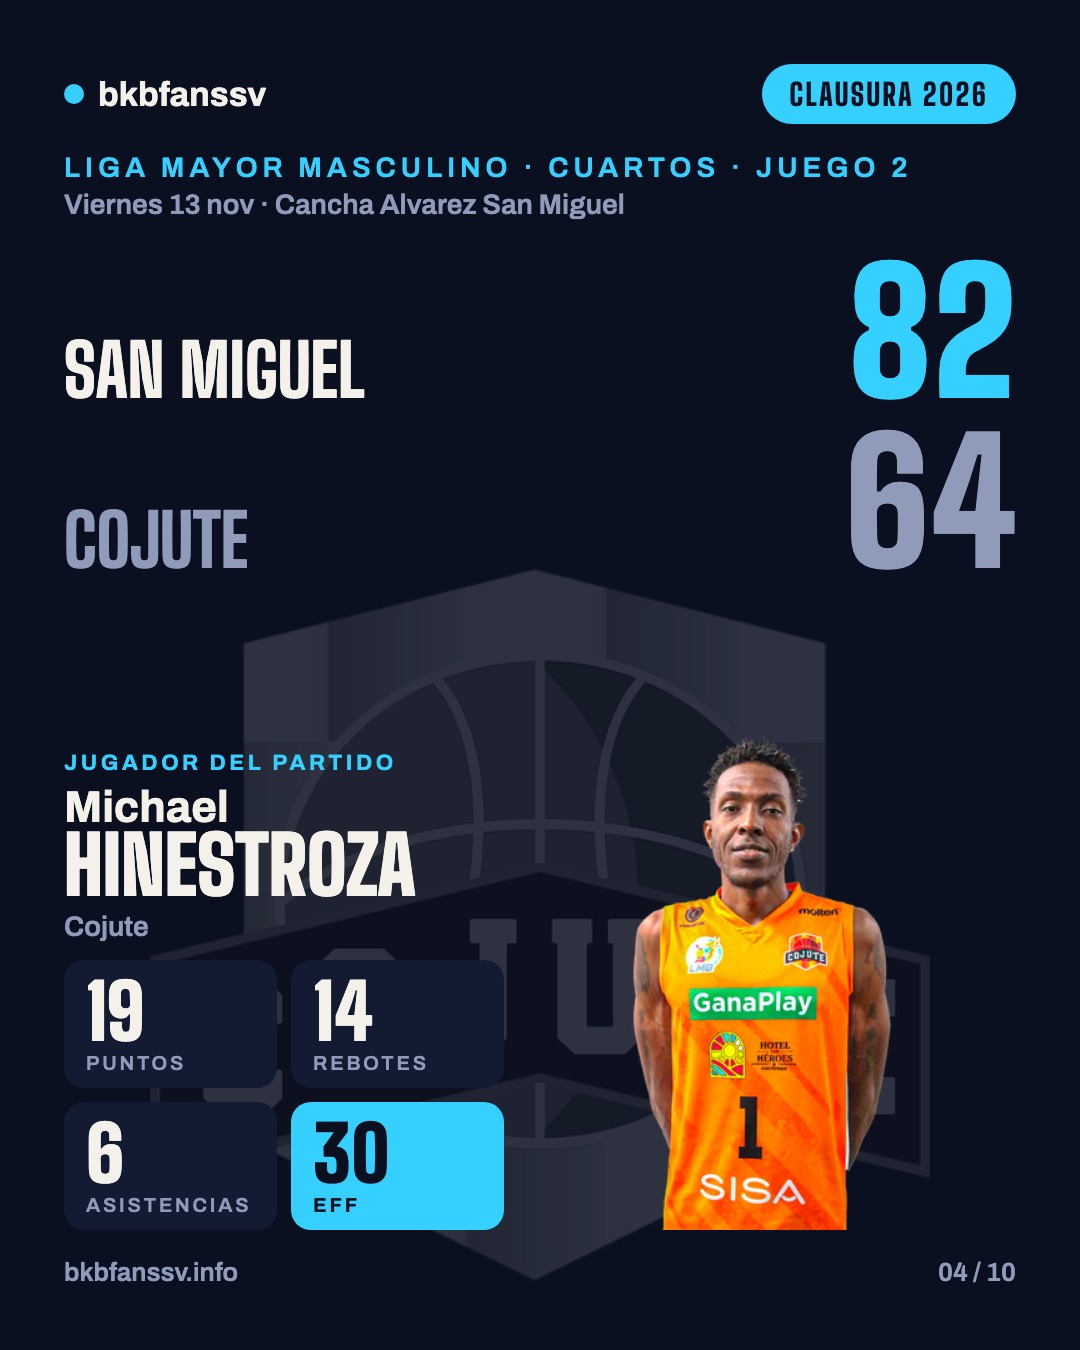 bkbfanssv
CLAUSURA 2026
LIGA MAYOR MASCULINO · CUARTOS · JUEGO 2
Viernes 13 nov · Cancha Alvarez San Miguel
SAN MIGUEL
82
COJUTE
64
JUGADOR DEL PARTIDO
Michael
HINESTROZA
Cojute
19
PUNTOS
14
REBOTES
6
ASISTENCIAS
30
EFF
molten
LMB
COJUTE
GanaPlay
HOTEL
LOS
HÉROES
1
SISA
bkbfanssv.info
04 / 10